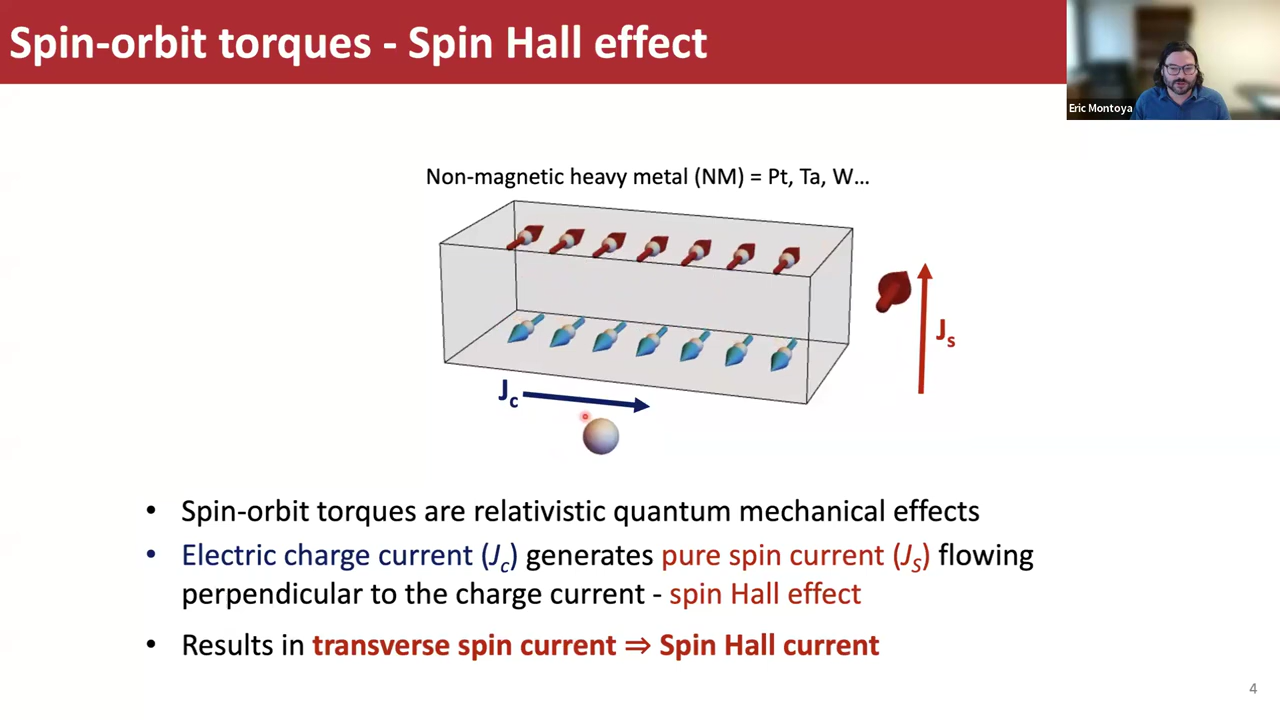 Spin-orbit torques - Spin Hall effect
Eric Montoya
Non-magnetic heavy metal (NM) = Pt, Ta, W...
Js
Jc
• Spin-orbit torques are relativistic quantum mechanical effects
• Electric charge current (Jc) generates pure spin current (JS) flowing
perpendicular to the charge current - spin Hall effect
• Results in transverse spin current ⇒ Spin Hall current
4